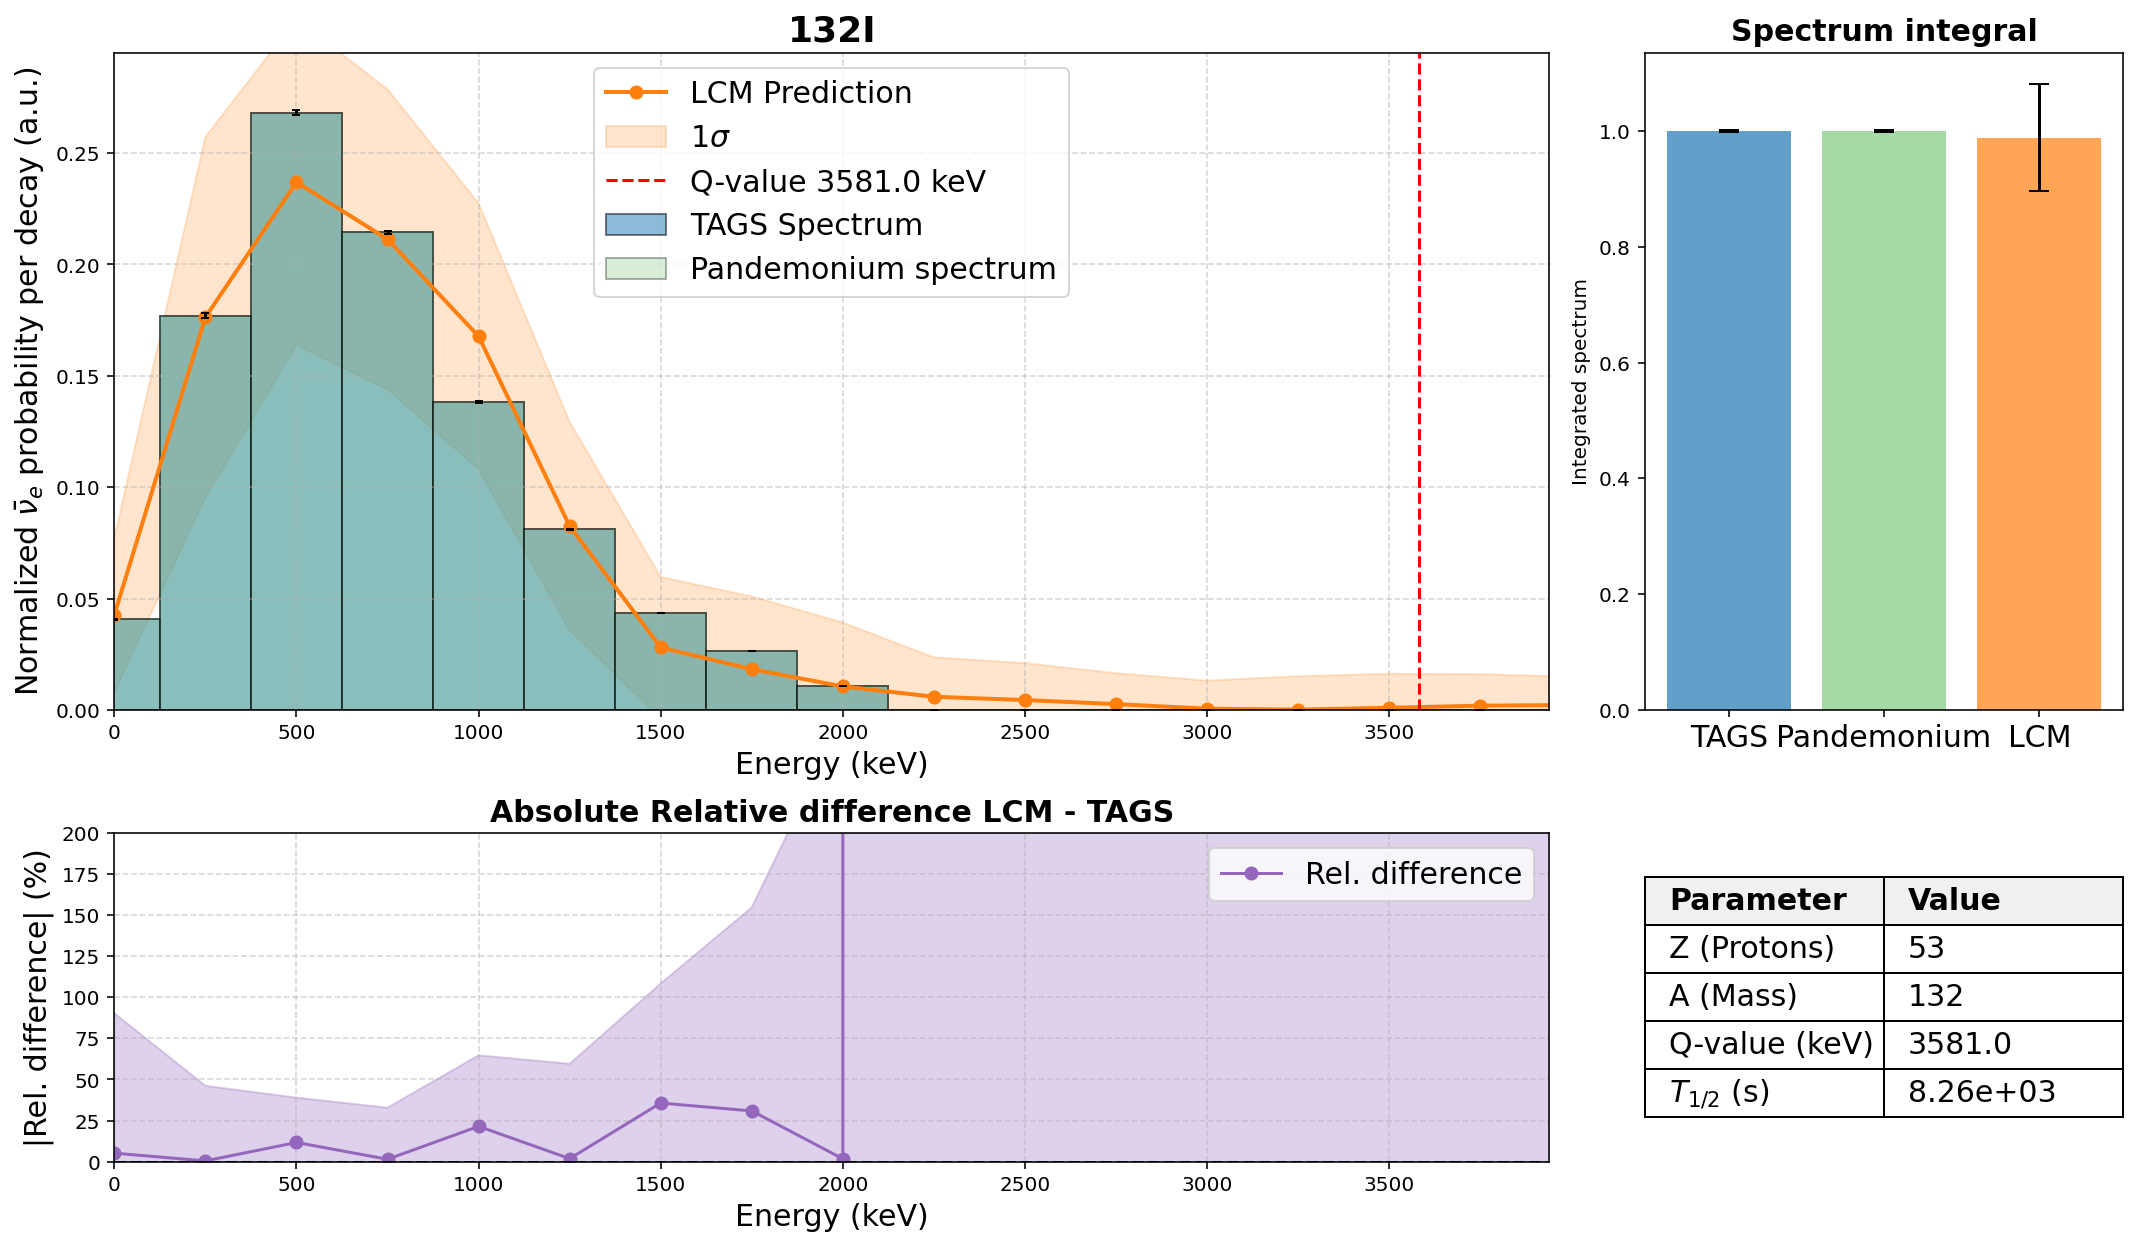 132I
Normalized ν̄e probability per decay (a.u.)
0.25
0.20
0.15
0.10
0.05
0.00
LCM Prediction
1σ
Q-value 3581.0 keV
TAGS Spectrum
Pandemonium spectrum
0 500 1000 1500 2000 2500 3000 3500
Energy (keV)
Spectrum integral
Integrated spectrum
1.0
0.8
0.6
0.4
0.2
0.0
TAGS Pandemonium LCM
Absolute Relative difference LCM - TAGS
|Rel. difference| (%)
200
175
150
125
100
75
50
25
0
Rel. difference
0 500 1000 1500 2000 2500 3000 3500
Energy (keV)
Parameter Value
Z (Protons) 53
A (Mass) 132
Q-value (keV) 3581.0
T1/2 (s) 8.26e+03